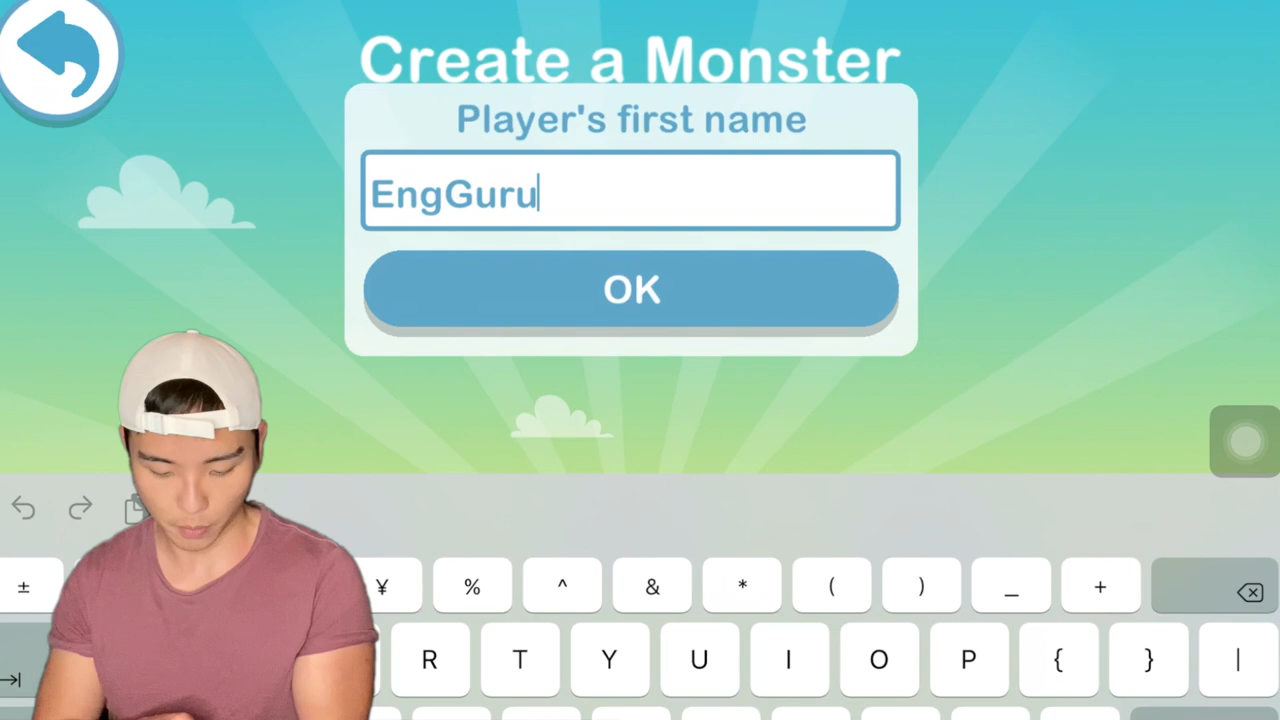 Create a Monster
Player's first name
EngGuru
OK
± ¥ % ^ & * ( ) _ +
R T Y U I O P { } |